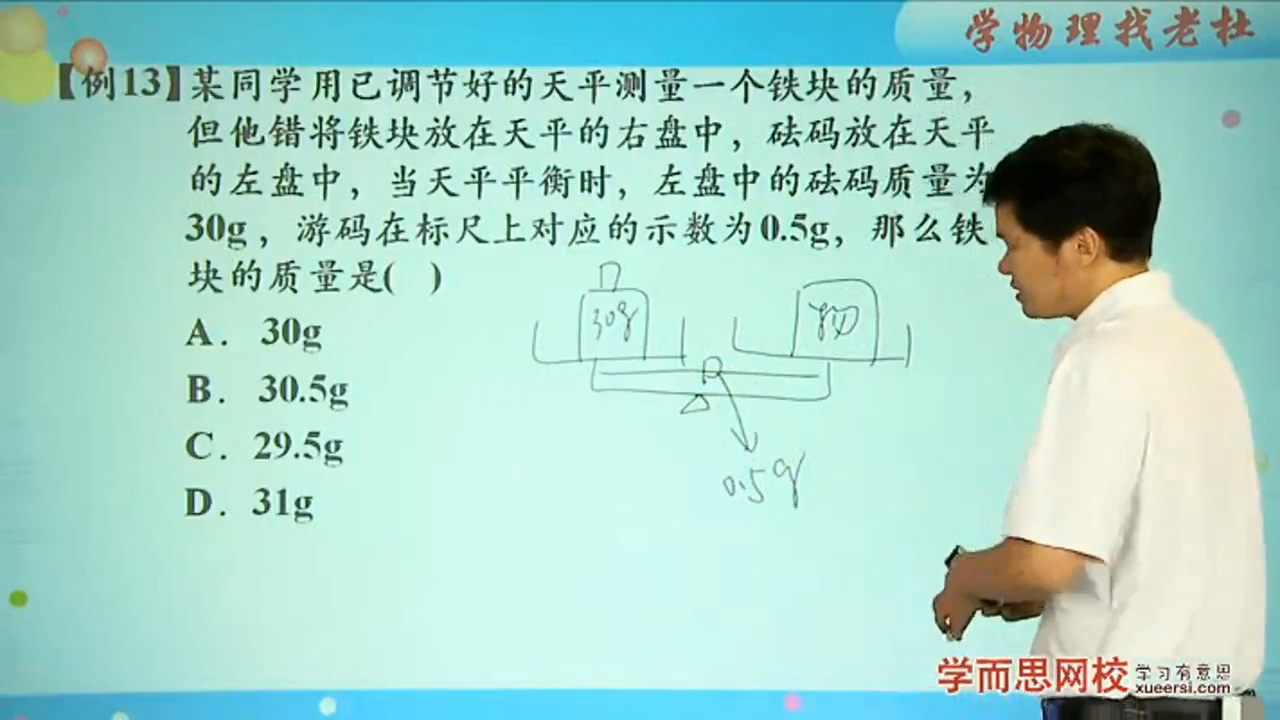 学物理找老杜
【例13】某同学用已调节好的天平测量一个铁块的质量，
但他错将铁块放在天平的右盘中，砝码放在天平
的左盘中，当天平平衡时，左盘中的砝码质量为
30g，游码在标尺上对应的示数为0.5g，那么铁
块的质量是(  )
A．30g
B．30.5g
C．29.5g
D．31g
30g
物
0.5g
学而思网校 学习有意思
xueersi.com